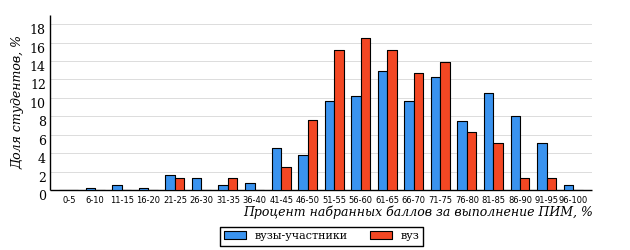 Доля студентов, %
18
16
14
12
10
8
6
4
2
0
0-5 6-10 11-15 16-20 21-25 26-30 31-35 36-40 41-45 46-50 51-55 56-60 61-65 66-70 71-75 76-80 81-85 86-90 91-95 96-100
Процент набранных баллов за выполнение ПИМ, %
вузы-участники вуз